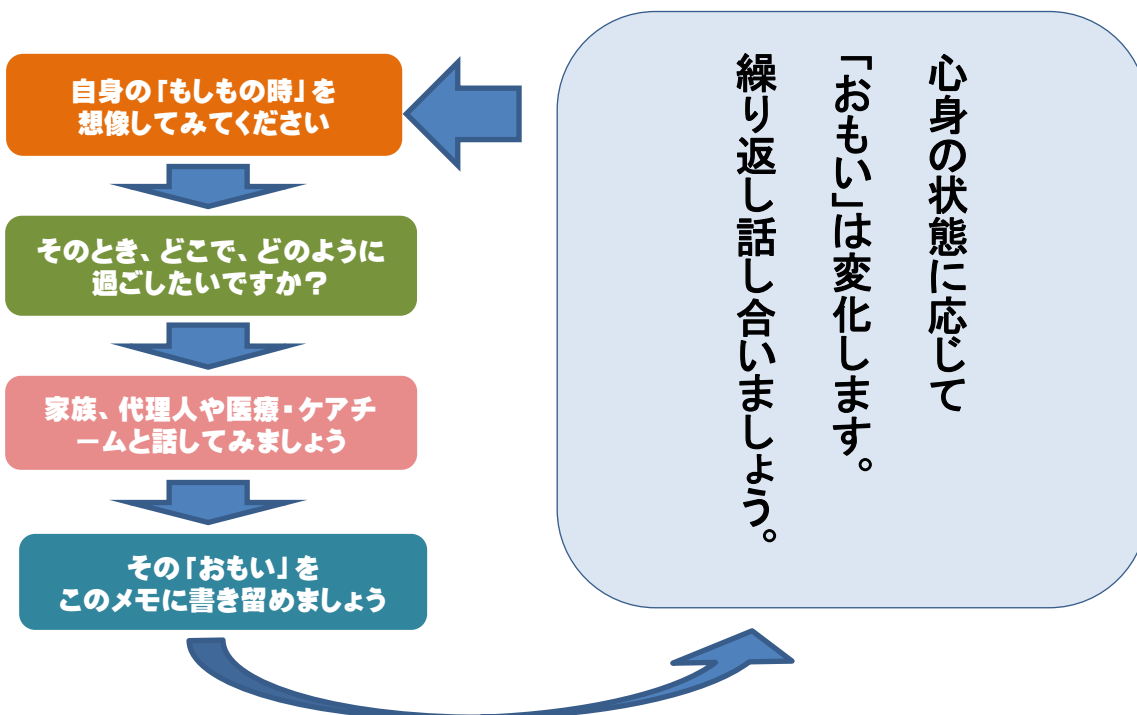 自身の「もしもの時」を
想像してみてください
そのとき、どこで、どのように
過ごしたいですか？
家族、代理人や医療・ケアチ
ームと話してみましょう
その「おもい」を
このメモに書き留めましょう
心身の状態に応じて
「おもい」は変化します。
繰り返し話し合いましょう。